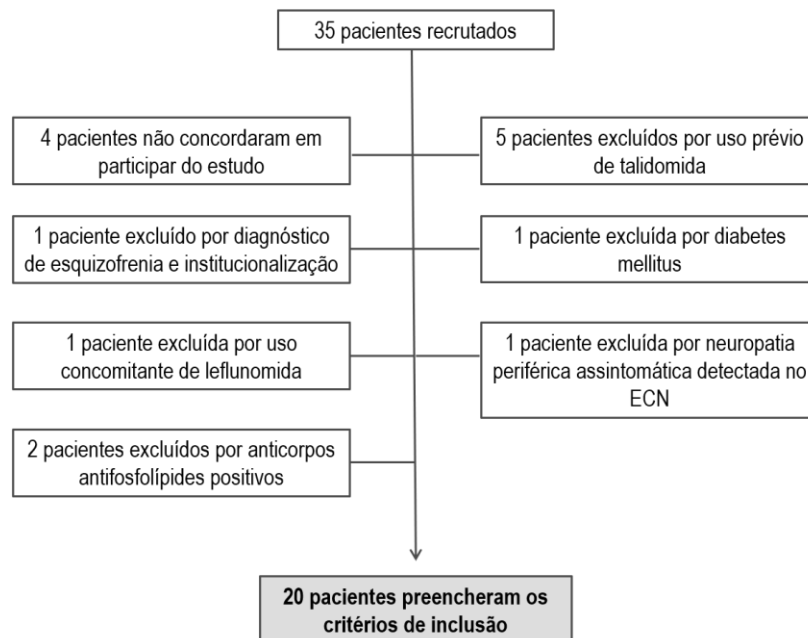 35 pacientes recrutados
4 pacientes não concordaram em
participar do estudo
5 pacientes excluídos por uso prévio
de talidomida
1 paciente excluído por diagnóstico
de esquizofrenia e institucionalização
1 paciente excluída por diabetes
mellitus
1 paciente excluída por uso
concomitante de leflunomida
1 paciente excluída por neuropatia
periférica assintomática detectada no
ECN
2 pacientes excluídos por anticorpos
antifosfolípides positivos
20 pacientes preencheram os
critérios de inclusão